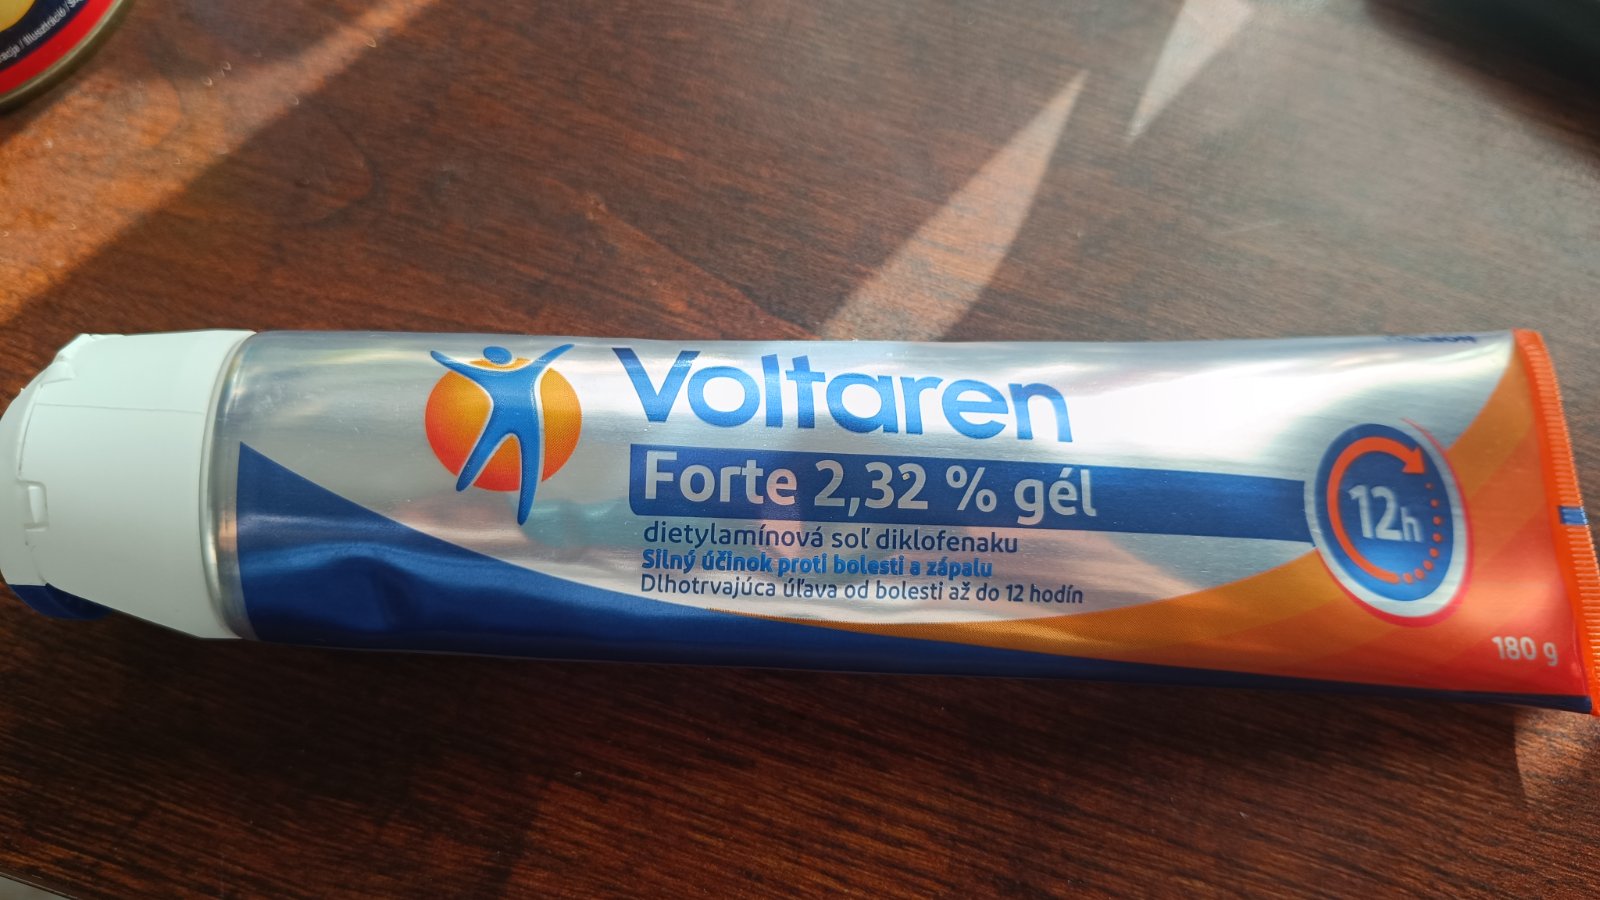 Ilustráció
Voltaren
Forte 2,32 % gél
dietylamínová soľ diklofenaku
Silný účinok proti bolesti a zápalu
Dlhotrvajúca úľava od bolesti až do 12 hodín
12h
180 g